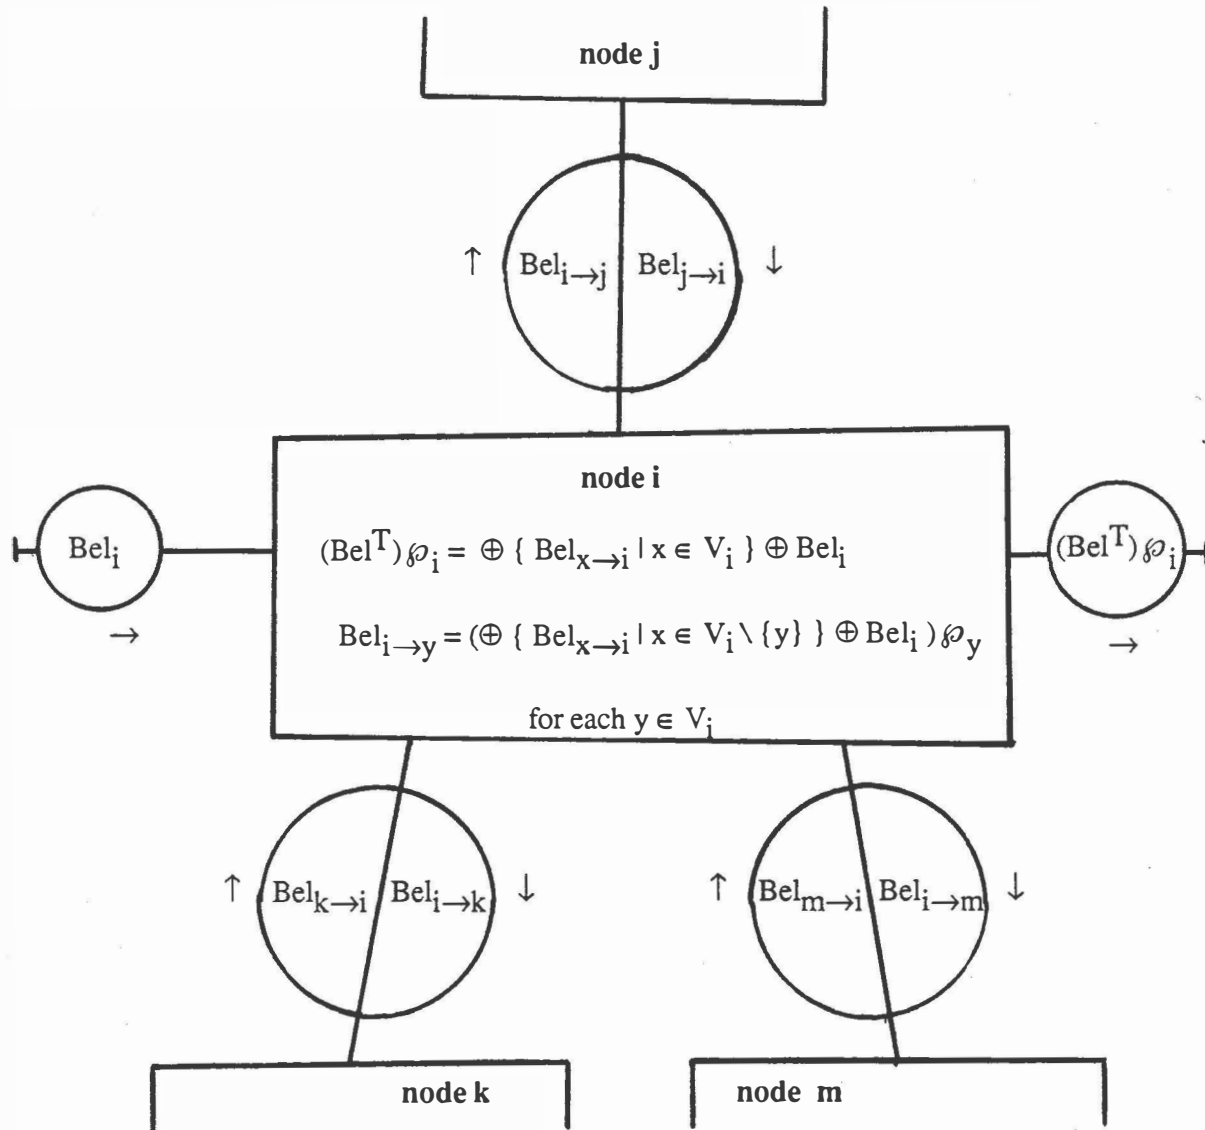 node j
↑ Bel_{i→j} Bel_{j→i} ↓
node i
(Bel^T)℘_i = ⊕ { Bel_{x→i} | x ∈ V_i } ⊕ Bel_i
Bel_{i→y} = (⊕ { Bel_{x→i} | x ∈ V_i \ {y} } ⊕ Bel_i ) ℘_y
for each y ∈ V_i
Bel_i
→
(Bel^T)℘_i
→
↑ Bel_{k→i} Bel_{i→k} ↓
↑ Bel_{m→i} Bel_{i→m} ↓
node k
node m